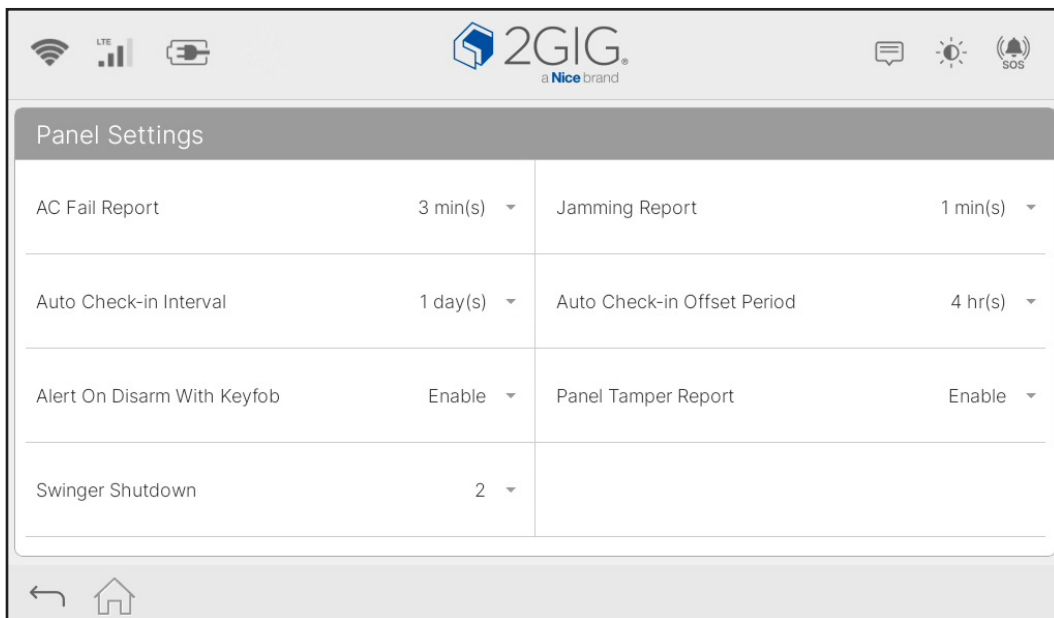 LTE
2GIG®
a Nice brand
SOS
Panel Settings
AC Fail Report 3 min(s)
Jamming Report 1 min(s)
Auto Check-in Interval 1 day(s)
Auto Check-in Offset Period 4 hr(s)
Alert On Disarm With Keyfob Enable
Panel Tamper Report Enable
Swinger Shutdown 2